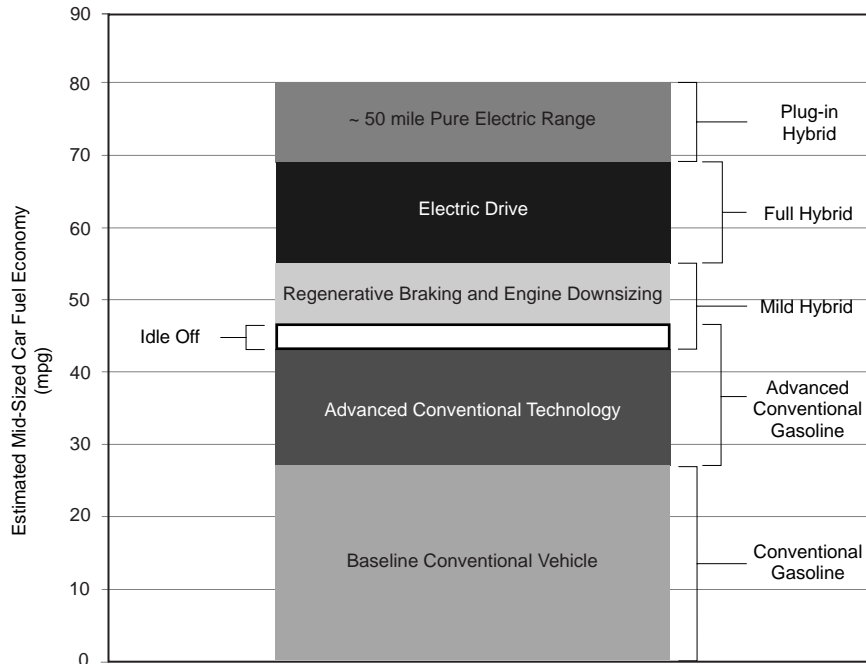 Estimated Mid-Sized Car Fuel Economy
(mpg)
90
80
70
60
50
40
30
20
10
0
Idle Off
~ 50 mile Pure Electric Range
Electric Drive
Regenerative Braking and Engine Downsizing
Advanced Conventional Technology
Baseline Conventional Vehicle
Plug-in
Hybrid
Full Hybrid
Mild Hybrid
Advanced
Conventional
Gasoline
Conventional
Gasoline